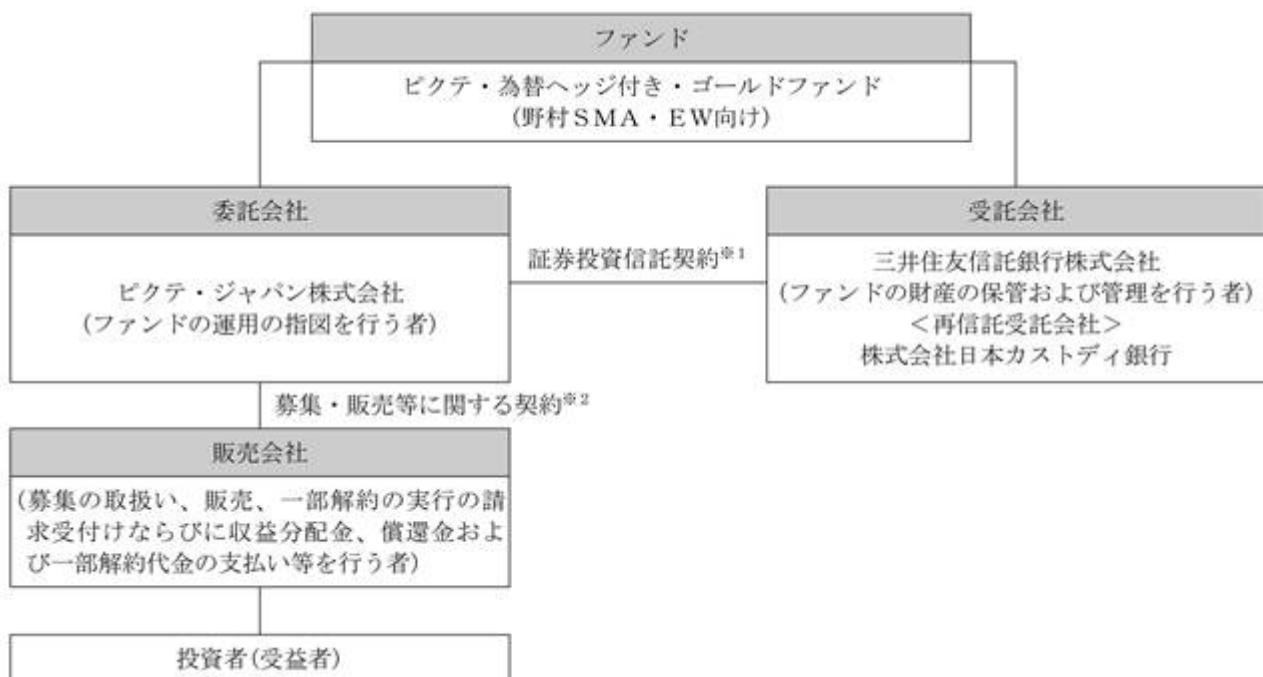 ファンド
ピクテ・為替ヘッジ付き・ゴールドファンド
(野村SMA・EW向け)
委託会社
ピクテ・ジャパン株式会社
(ファンドの運用の指図を行う者)
証券投資信託契約※1
受託会社
三井住友信託銀行株式会社
(ファンドの財産の保管および管理を行う者)
<再信託受託会社>
株式会社日本カストディ銀行
募集・販売等に関する契約※2
販売会社
(募集の取扱い、販売、一部解約の実行の請
求受付けならびに収益分配金、償還金およ
び一部解約代金の支払い等を行う者)
投資者(受益者)